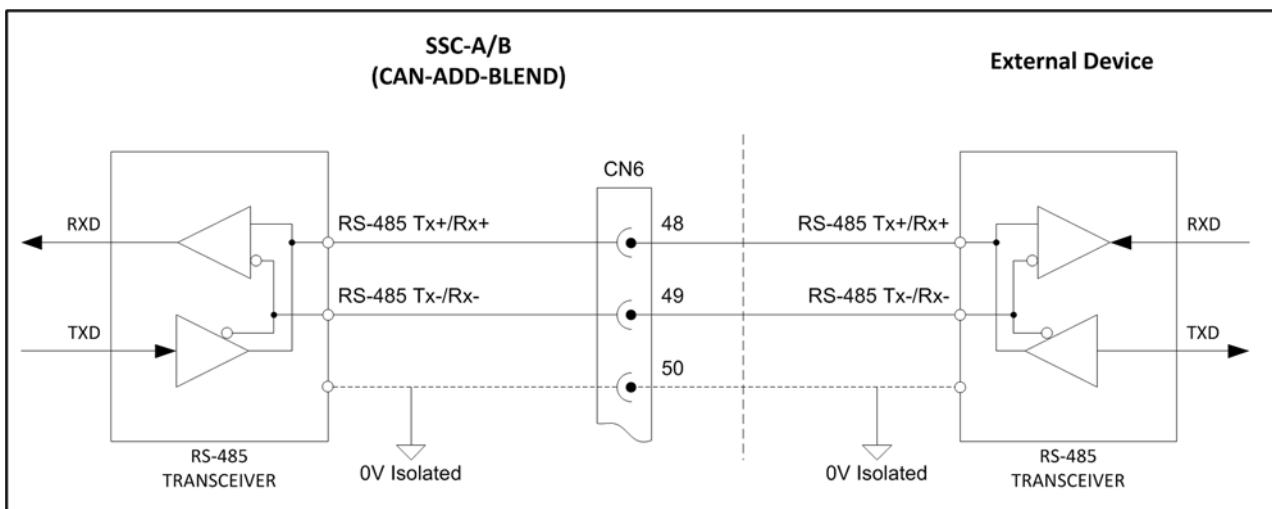 SSC-A/B
(CAN-ADD-BLEND)
External Device
CN6
RXD
RS-485 Tx+/Rx+
48
RS-485 Tx+/Rx+
RXD
RS-485 Tx-/Rx-
49
RS-485 Tx-/Rx-
TXD
TXD
50
0V Isolated
0V Isolated
RS-485
TRANSCEIVER
RS-485
TRANSCEIVER